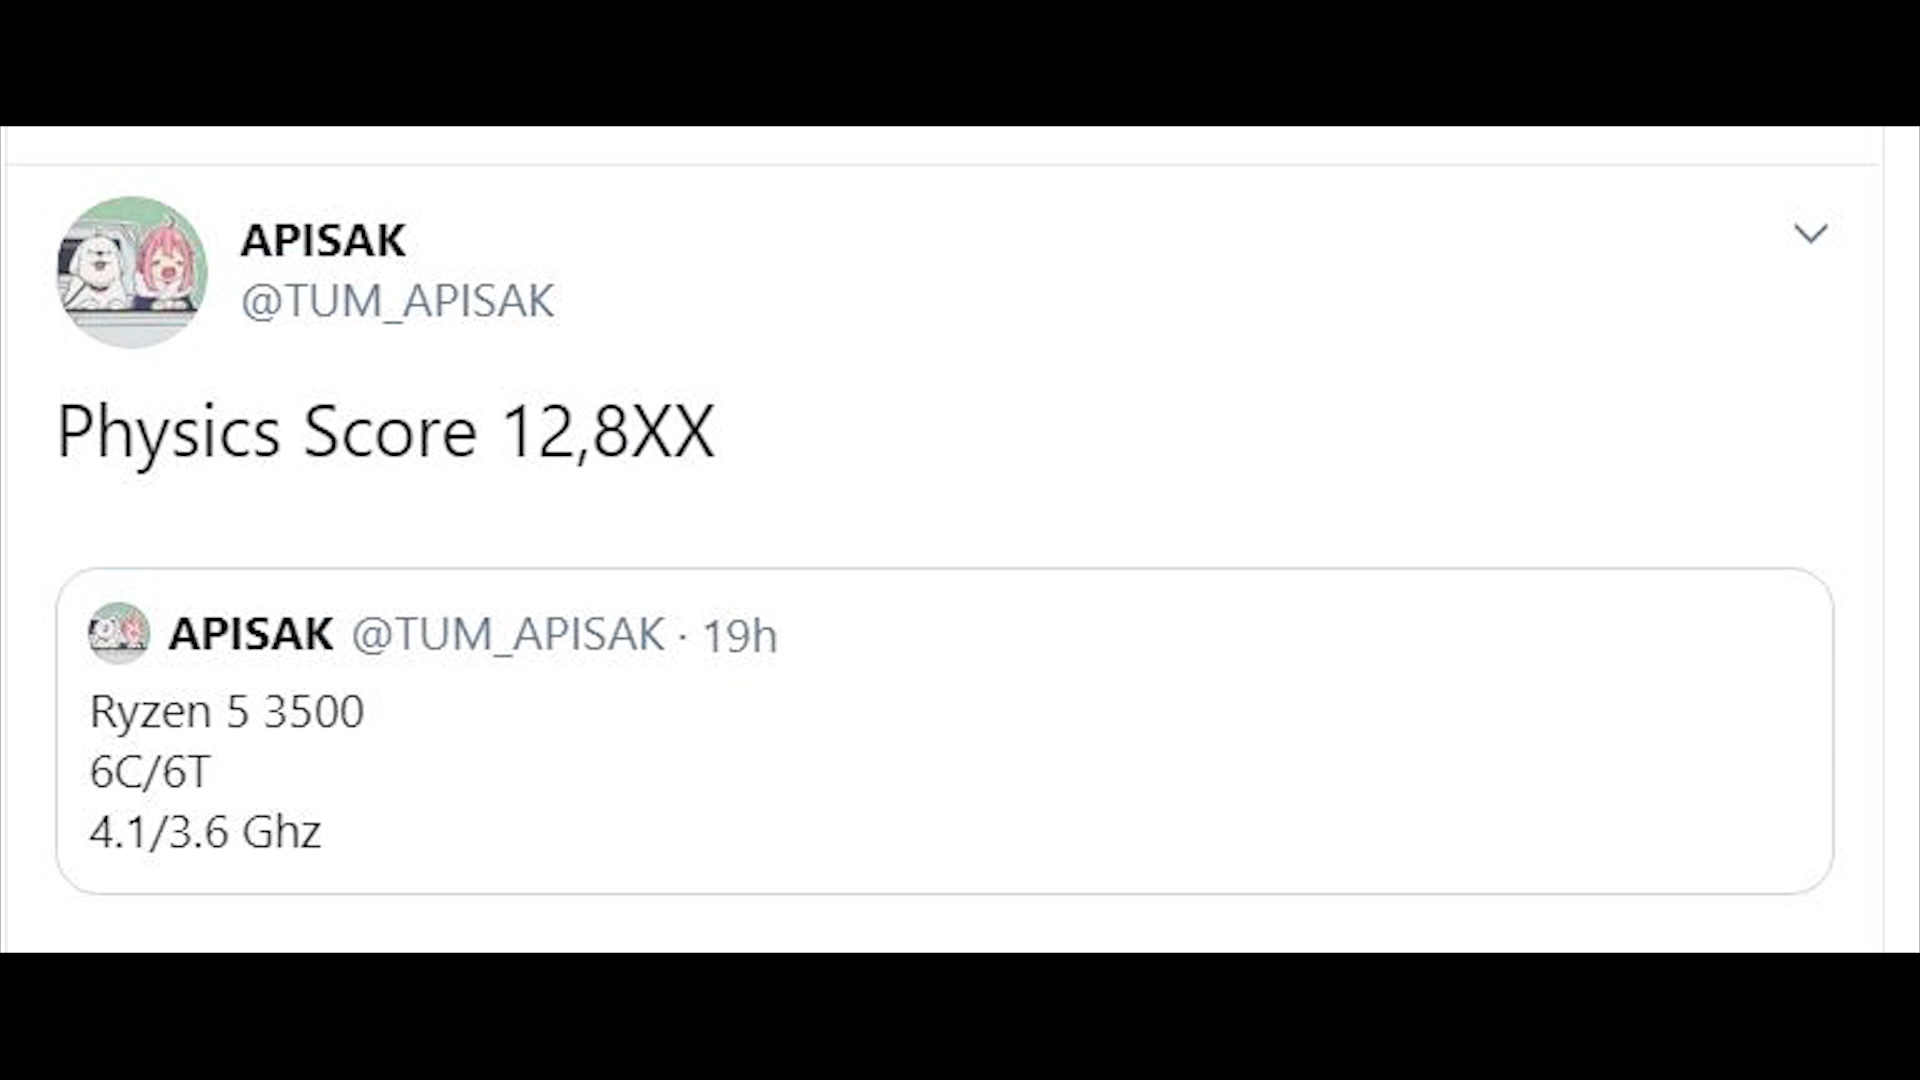 APISAK
@TUM_APISAK
Physics Score 12,8XX
APISAK @TUM_APISAK · 19h
Ryzen 5 3500
6C/6T
4.1/3.6 Ghz